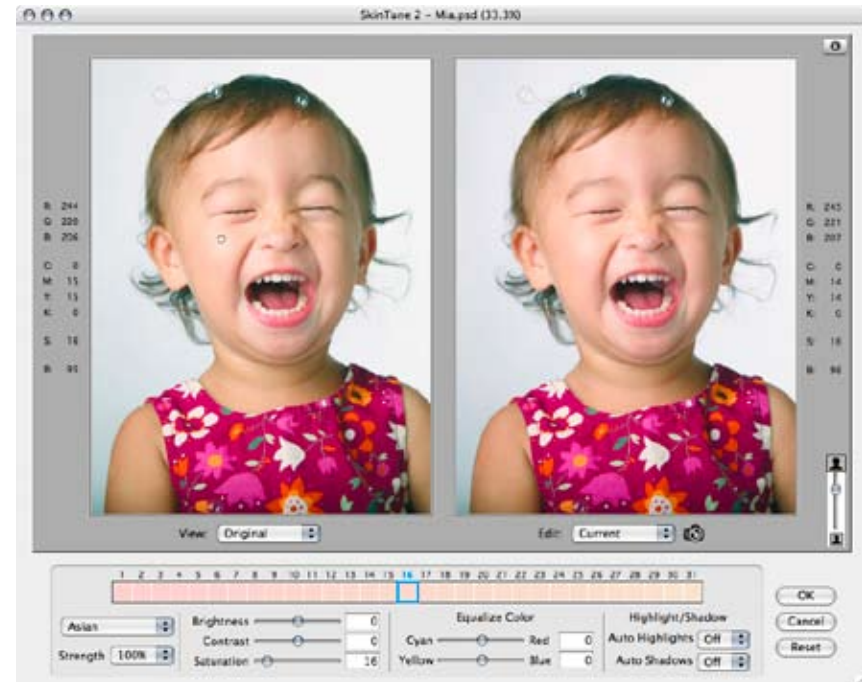 SkinTune 2 – Mia.psd (33.3%)
R: 244
G: 220
B: 206
C: 0
M: 15
Y: 15
K: 0
S: 16
B: 95
R: 245
G: 221
B: 207
C: 0
M: 14
Y: 14
K: 0
S: 16
B: 96
View: Original
Edit: Current
1 2 3 4 5 6 7 8 9 10 11 12 13 14 15 16 17 18 19 20 21 22 23 24 25 26 27 28 29 30 31
Asian
Strength 100%
Brightness 0
Contrast 0
Saturation 16
Equalize Color
Cyan Red 0
Yellow Blue 0
Highlight/Shadow
Auto Highlights Off
Auto Shadows Off
OK
Cancel
Reset